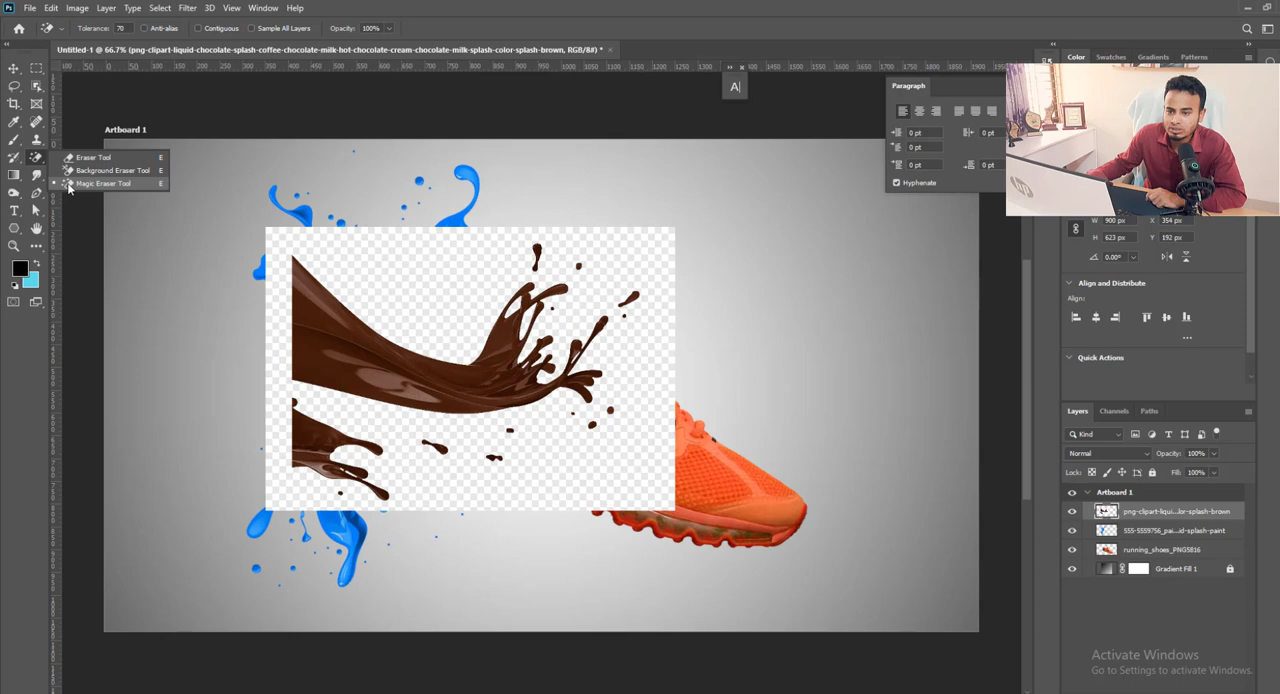 Ps File Edit Image Layer Type Select Filter 3D View Window Help
Tolerance: 70 Anti-alias Contiguous Sample All Layers Opacity: 100%
Untitled-1 @ 66.7% (png-clipart-liquid-chocolate-splash-coffee-chocolate-milk-hot-chocolate-cream-chocolate-milk-splash-color-splash-brown, RGB/8#) *
Color Swatches Gradients Patterns
Paragraph
Artboard 1
0 pt 0 pt
0 pt
0 pt 0 pt
Hyphenate
Eraser Tool E
Background Eraser Tool E
Magic Eraser Tool E
hp
W 900 px X 354 px
H 623 px Y 192 px
0.00°
Align and Distribute
Align:
Quick Actions
Layers Channels Paths
Kind
Normal Opacity: 100%
Lock: Fill: 100%
Artboard 1
png-clipart-liqui...lor-splash-brown
555-5559756_pai...id-splash-paint
running_shoes_PNG5816
Gradient Fill 1
Activate Windows
Go to Settings to activate Windows.